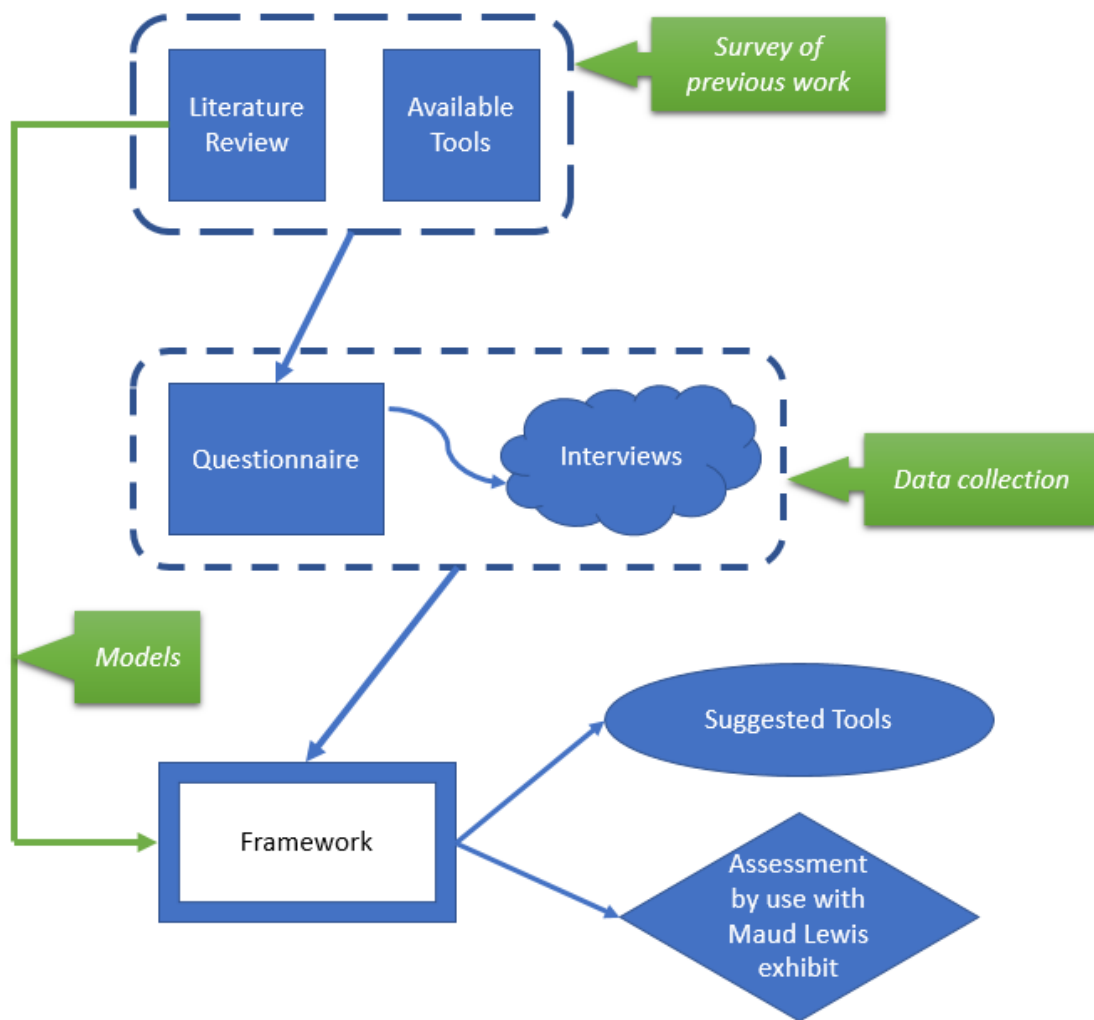 Literature
Review
Available
Tools
Survey of
previous work
Questionnaire
Interviews
Data collection
Models
Framework
Suggested Tools
Assessment
by use with
Maud Lewis
exhibit